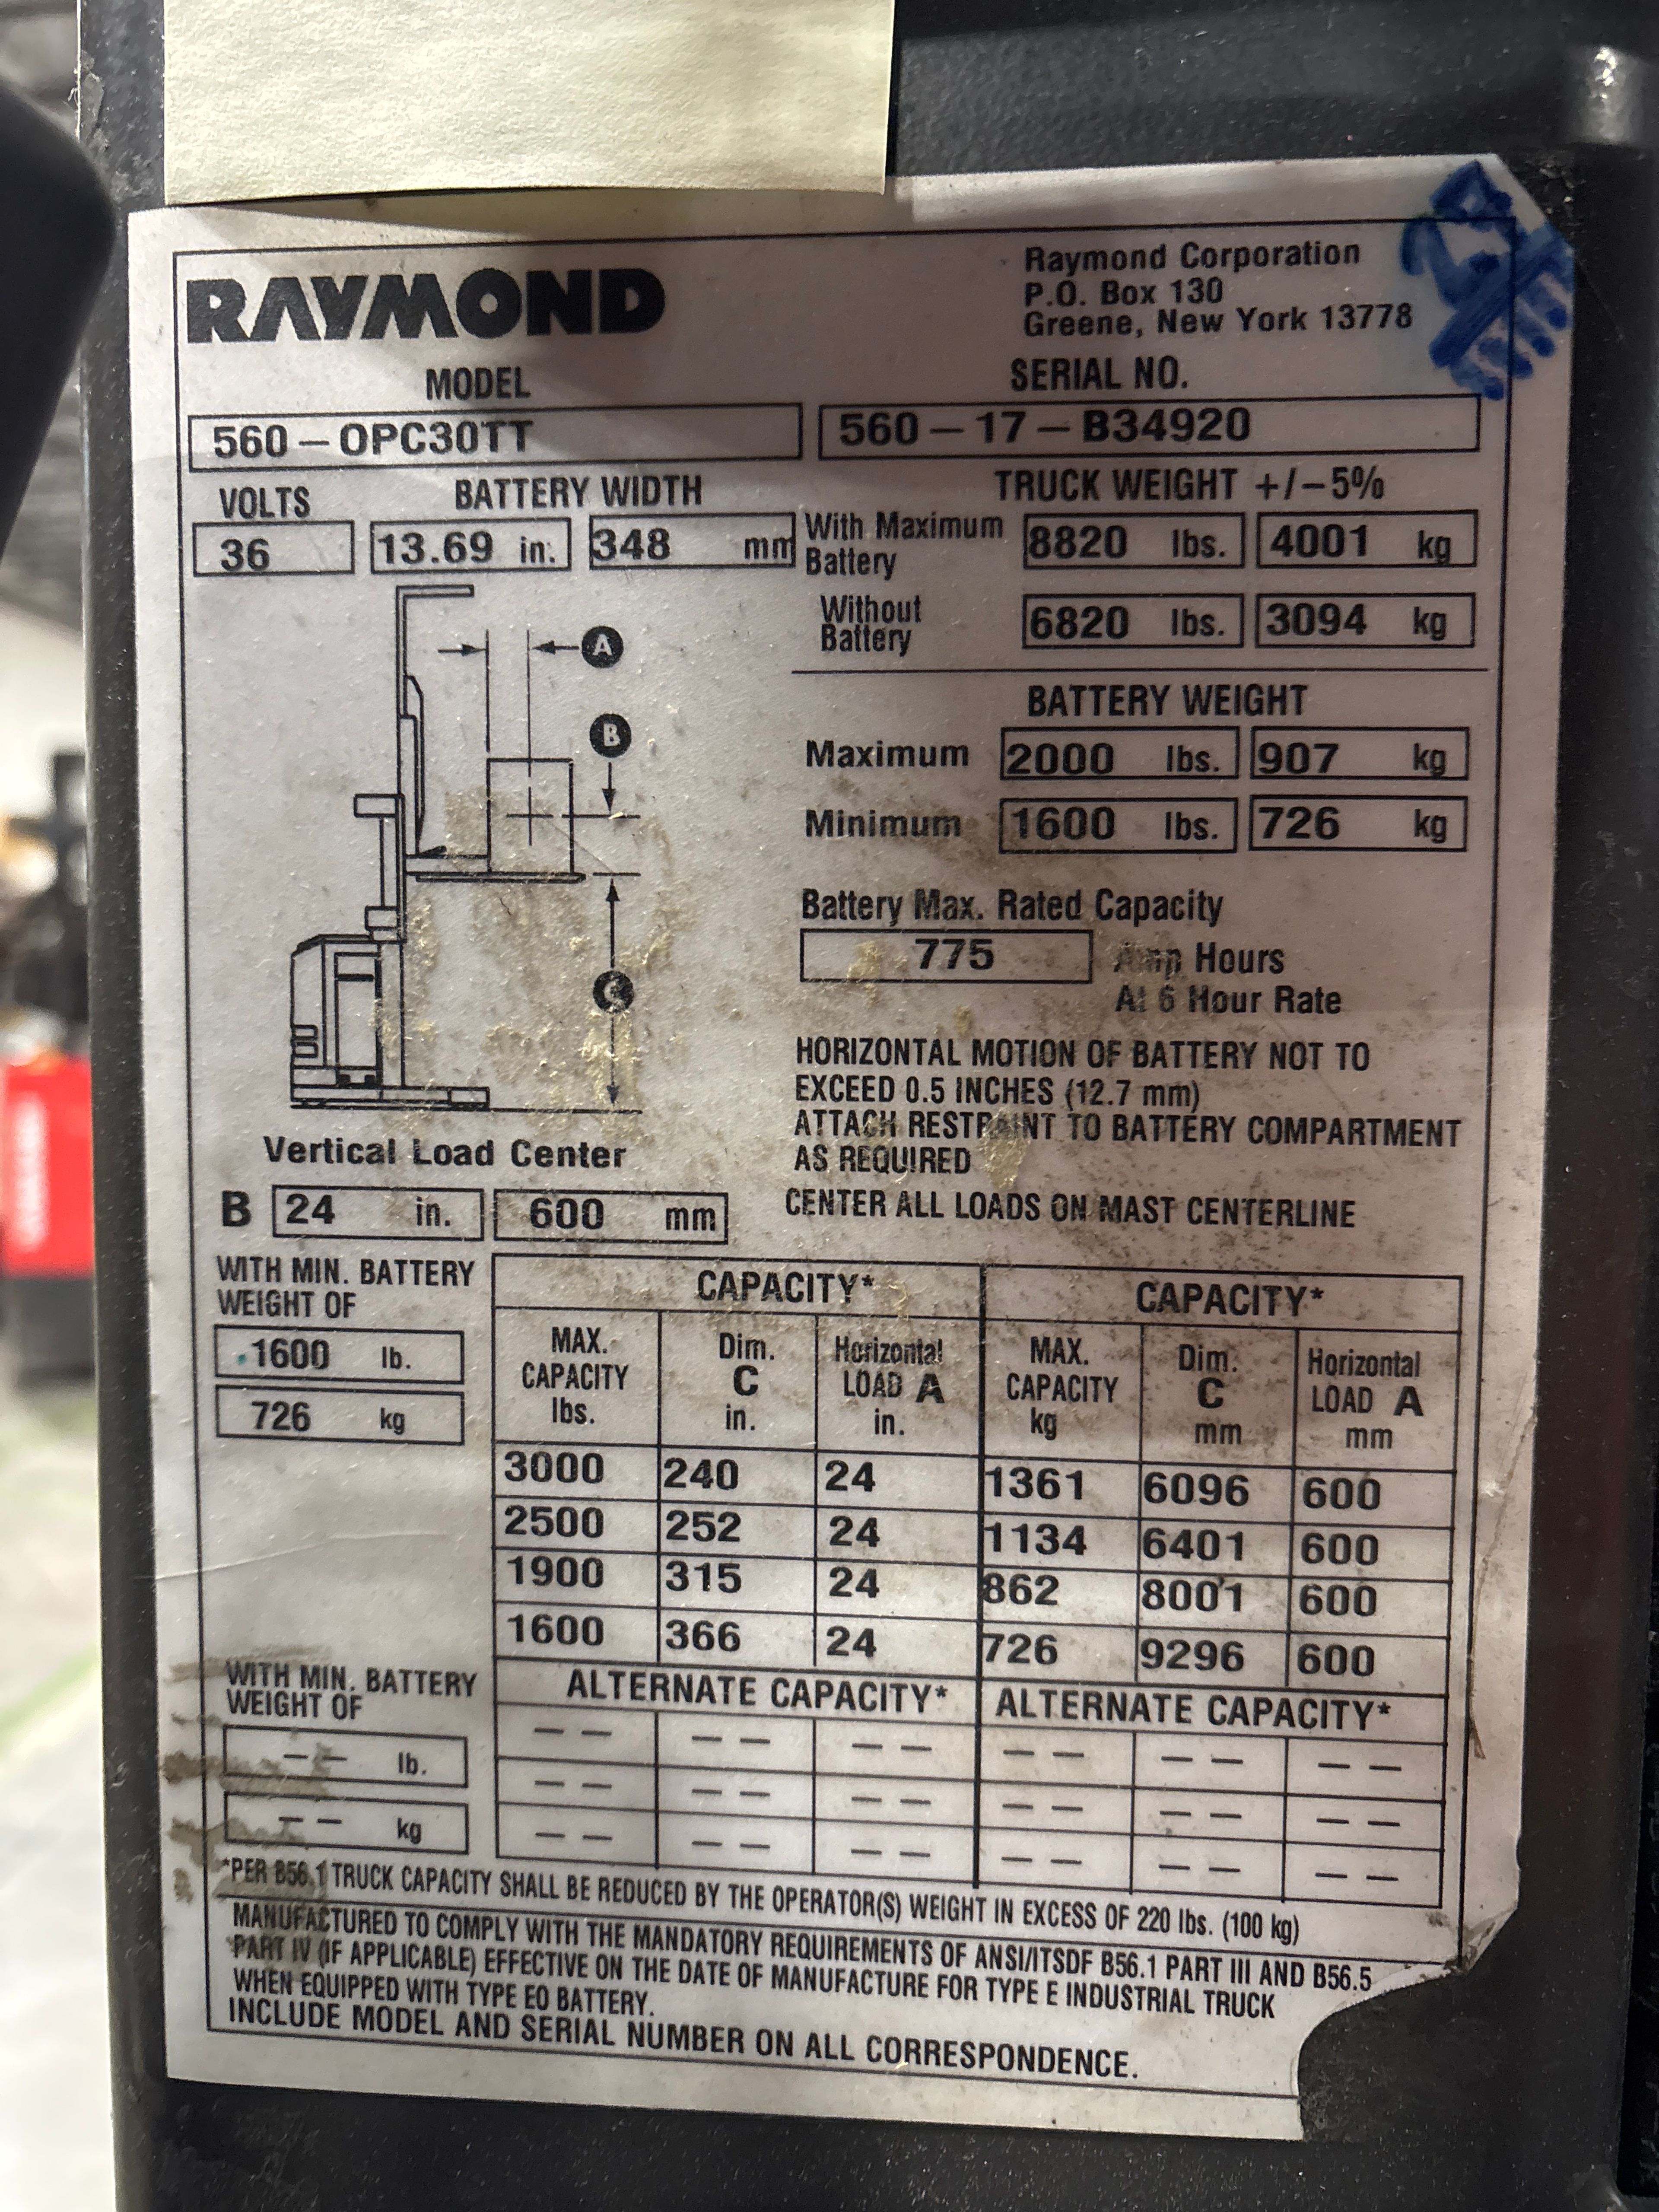 RAYMOND
Raymond Corporation
P.O. Box 130
Greene, New York 13778
MODEL
SERIAL NO.
560-OPC30TT
560-17-B34920
VOLTS
BATTERY WIDTH
TRUCK WEIGHT +/-5%
36
13.69 in.
348 mm
With Maximum Battery
8820 lbs.
4001 kg
Without Battery
6820 lbs.
3094 kg
BATTERY WEIGHT
Maximum 2000 lbs. 907 kg
Minimum 1600 lbs. 726 kg
A
B
C
Battery Max. Rated Capacity
775 Amp Hours
At 6 Hour Rate
HORIZONTAL MOTION OF BATTERY NOT TO
EXCEED 0.5 INCHES (12.7 mm)
ATTACH RESTRAINT TO BATTERY COMPARTMENT
AS REQUIRED
CENTER ALL LOADS ON MAST CENTERLINE
Vertical Load Center
B 24 in. 600 mm
WITH MIN. BATTERY
WEIGHT OF
1600 lb.
726 kg
CAPACITY* CAPACITY*
MAX. CAPACITY lbs. Dim. C in. Horizontal LOAD A in. MAX. CAPACITY kg Dim. C mm Horizontal LOAD A mm
3000 240 24 1361 6096 600
2500 252 24 1134 6401 600
1900 315 24 862 8001 600
1600 366 24 726 9296 600
WITH MIN. BATTERY
WEIGHT OF
-- lb.
-- kg
ALTERNATE CAPACITY* ALTERNATE CAPACITY*
-- -- -- -- -- --
-- -- -- -- -- --
-- -- -- -- -- --
*PER B56.1 TRUCK CAPACITY SHALL BE REDUCED BY THE OPERATOR(S) WEIGHT IN EXCESS OF 220 lbs. (100 kg)
MANUFACTURED TO COMPLY WITH THE MANDATORY REQUIREMENTS OF ANSI/ITSDF B56.1 PART III AND B56.5
PART IV (IF APPLICABLE) EFFECTIVE ON THE DATE OF MANUFACTURE FOR TYPE E INDUSTRIAL TRUCK
WHEN EQUIPPED WITH TYPE EO BATTERY.
INCLUDE MODEL AND SERIAL NUMBER ON ALL CORRESPONDENCE.